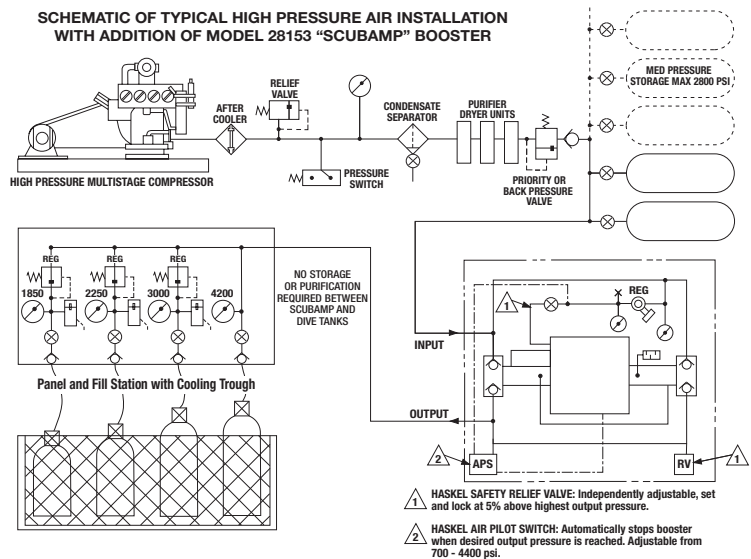 SCHEMATIC OF TYPICAL HIGH PRESSURE AIR INSTALLATION
WITH ADDITION OF MODEL 28153 “SCUBAMP” BOOSTER
RELIEF
VALVE
AFTER
COOLER
CONDENSATE
SEPARATOR
PURIFIER
DRYER UNITS
MED PRESSURE
STORAGE MAX 2800 PSI
PRESSURE
SWITCH
PRIORITY OR
BACK PRESSURE
VALVE
HIGH PRESSURE MULTISTAGE COMPRESSOR
REG
REG
REG
1850
2250
3000
4200
NO STORAGE
OR PURIFICATION
REQUIRED BETWEEN
SCUBAMP AND
DIVE TANKS
Panel and Fill Station with Cooling Trough
INPUT
OUTPUT
1
REG
2
APS
RV
1
1 HASKEL SAFETY RELIEF VALVE: Independently adjustable, set
and lock at 5% above highest output pressure.
2 HASKEL AIR PILOT SWITCH: Automatically stops booster
when desired output pressure is reached. Adjustable from
700 - 4400 psi.